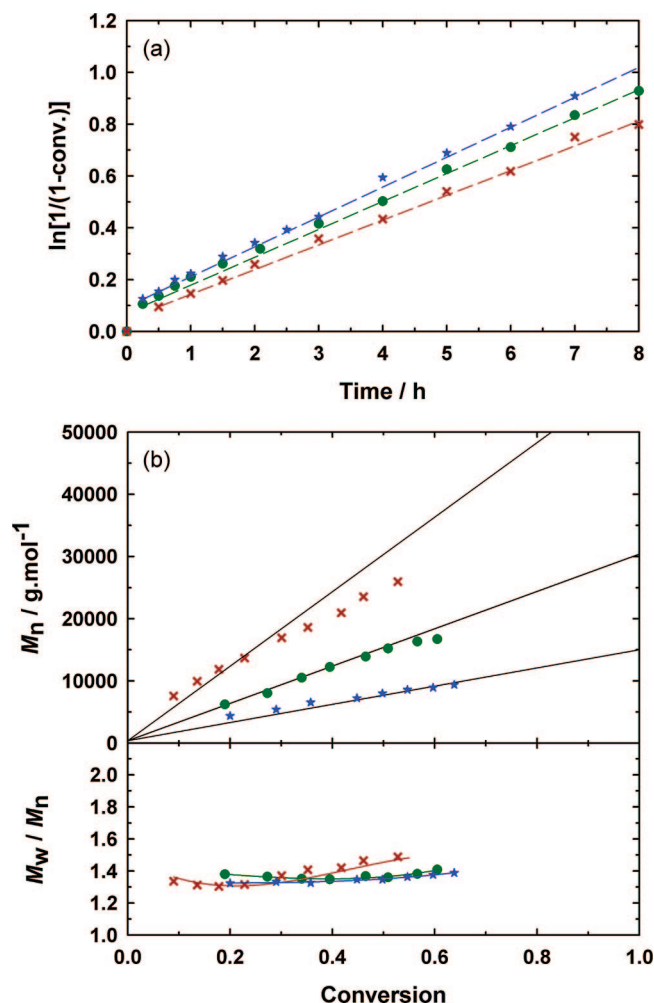 (a)
ln[1/(1-conv.)]
1.2
1.0
0.8
0.6
0.4
0.2
0.0
0 1 2 3 4 5 6 7 8
Time / h
(b)
Mn / g.mol-1
50000
40000
30000
20000
10000
0
Mw / Mn
2.0
1.8
1.6
1.4
1.2
1.0
0.0 0.2 0.4 0.6 0.8 1.0
Conversion